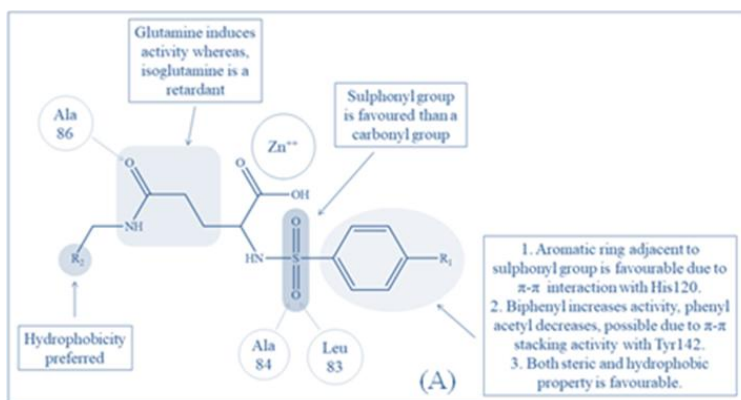 Glutamine induces
activity whereas,
isoglutamine is a
retardant
Sulphonyl group
is favoured than a
carbonyl group
Ala
86
Zn⁺⁺
O
O
OH
NH
R₂
O
HN
S
O
R₁
Hydrophobicity
preferred
Ala
84
Leu
83
1. Aromatic ring adjacent to
sulphonyl group is favourable due to
π-π interaction with His120.
2. Biphenyl increases activity, phenyl
acetyl decreases, possible due to π-π
stacking activity with Tyr142.
3. Both steric and hydrophobic
property is favourable.
(A)